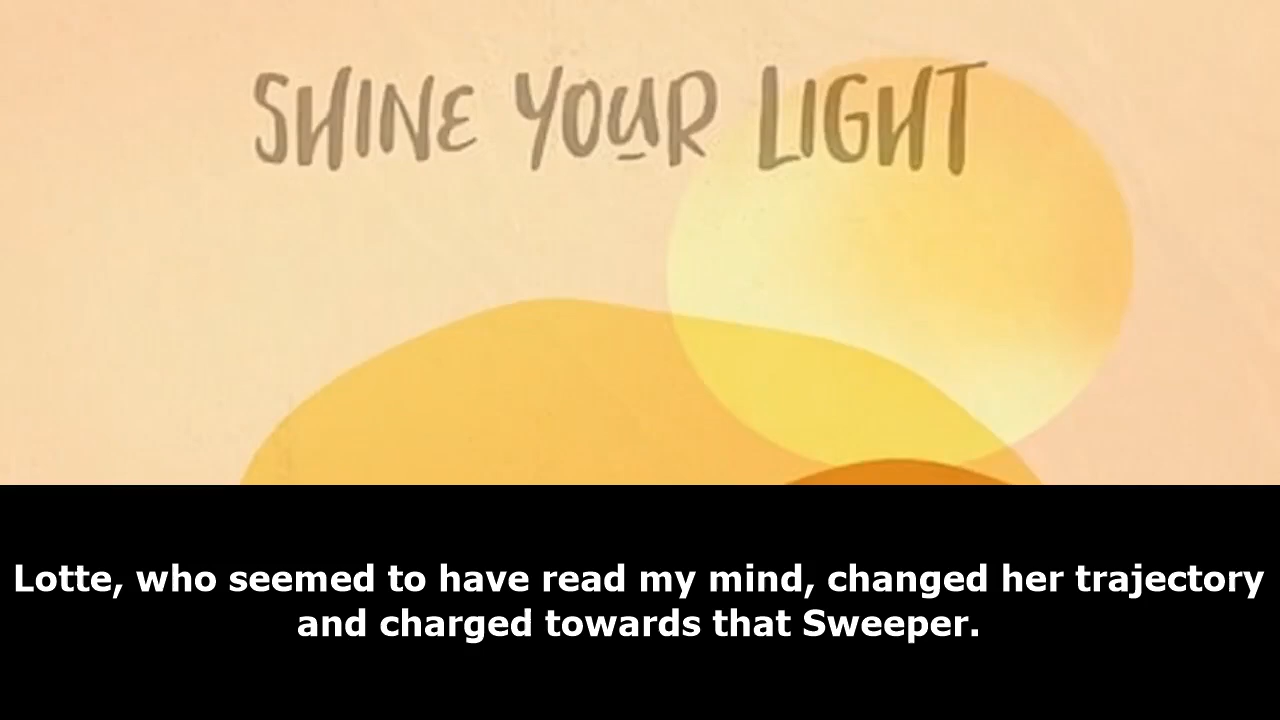 SHINE YOUR LIGHT
Lotte, who seemed to have read my mind, changed her trajectory
and charged towards that Sweeper.